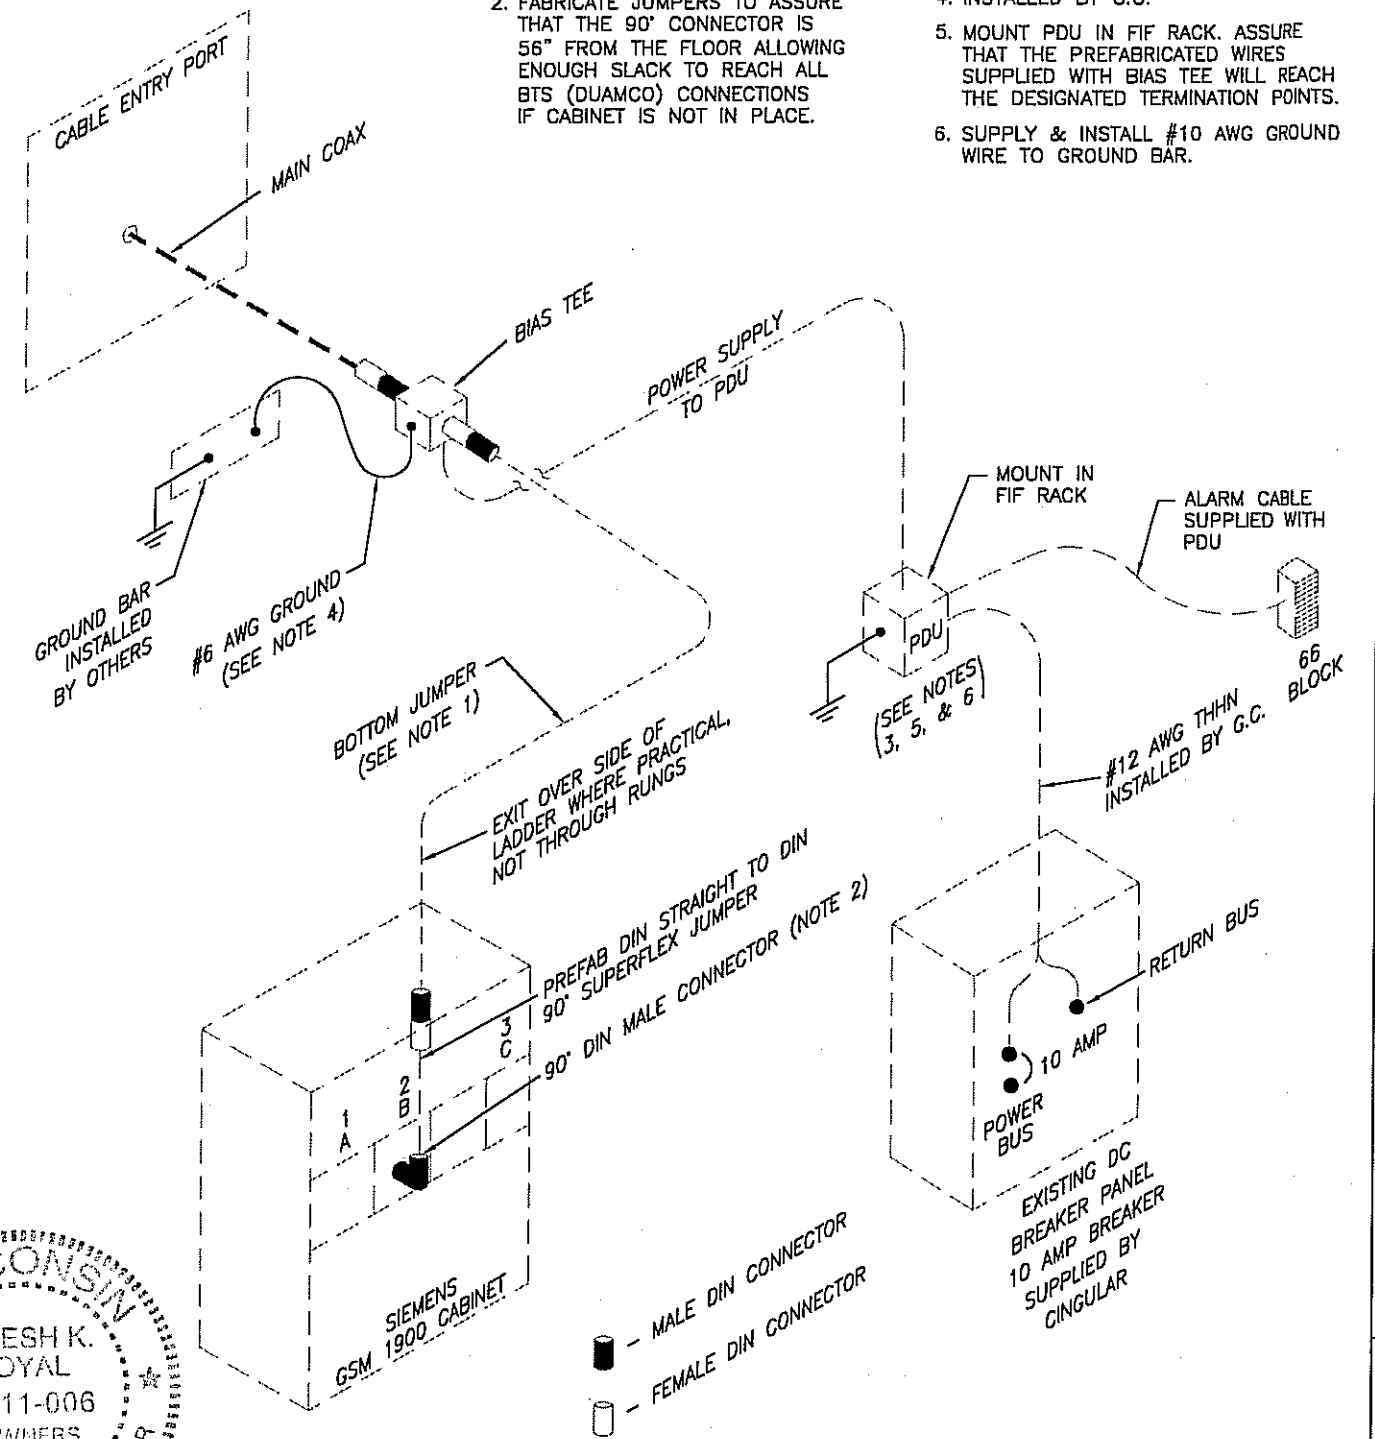 2. FABRICATE JUMPERS TO ASSURE
THAT THE 90° CONNECTOR IS
56" FROM THE FLOOR ALLOWING
ENOUGH SLACK TO REACH ALL
BTS (DUAMCO) CONNECTIONS
IF CABINET IS NOT IN PLACE.
4. INSTALLED BY G.C.
5. MOUNT PDU IN FIF RACK. ASSURE
THAT THE PREFABRICATED WIRES
SUPPLIED WITH BIAS TEE WILL REACH
THE DESIGNATED TERMINATION POINTS.
6. SUPPLY & INSTALL #10 AWG GROUND
WIRE TO GROUND BAR.
CABLE ENTRY PORT
MAIN COAX
BIAS TEE
POWER SUPPLY
TO PDU
MOUNT IN
FIF RACK
ALARM CABLE
SUPPLIED WITH
PDU
GROUND BAR
INSTALLED
BY OTHERS
#6 AWG GROUND
(SEE NOTE 4)
PDU
(SEE NOTES
3, 5, & 6)
66
BLOCK
BOTTOM JUMPER
(SEE NOTE 1)
#12 AWG THHN
INSTALLED BY G.C.
EXIT OVER SIDE OF
LADDER WHERE PRACTICAL,
NOT THROUGH RUNGS
PREFAB DIN STRAIGHT TO DIN
90° SUPERFLEX JUMPER
90° DIN MALE CONNECTOR (NOTE 2)
RETURN BUS
1
A
2
B
3
C
10 AMP
POWER
BUS
EXISTING DC
BREAKER PANEL
10 AMP BREAKER
SUPPLIED BY
CINGULAR
SIEMENS
GSM 1900 CABINET
MALE DIN CONNECTOR
FEMALE DIN CONNECTOR
CONSIN
ESH K.
OYAL
11-006